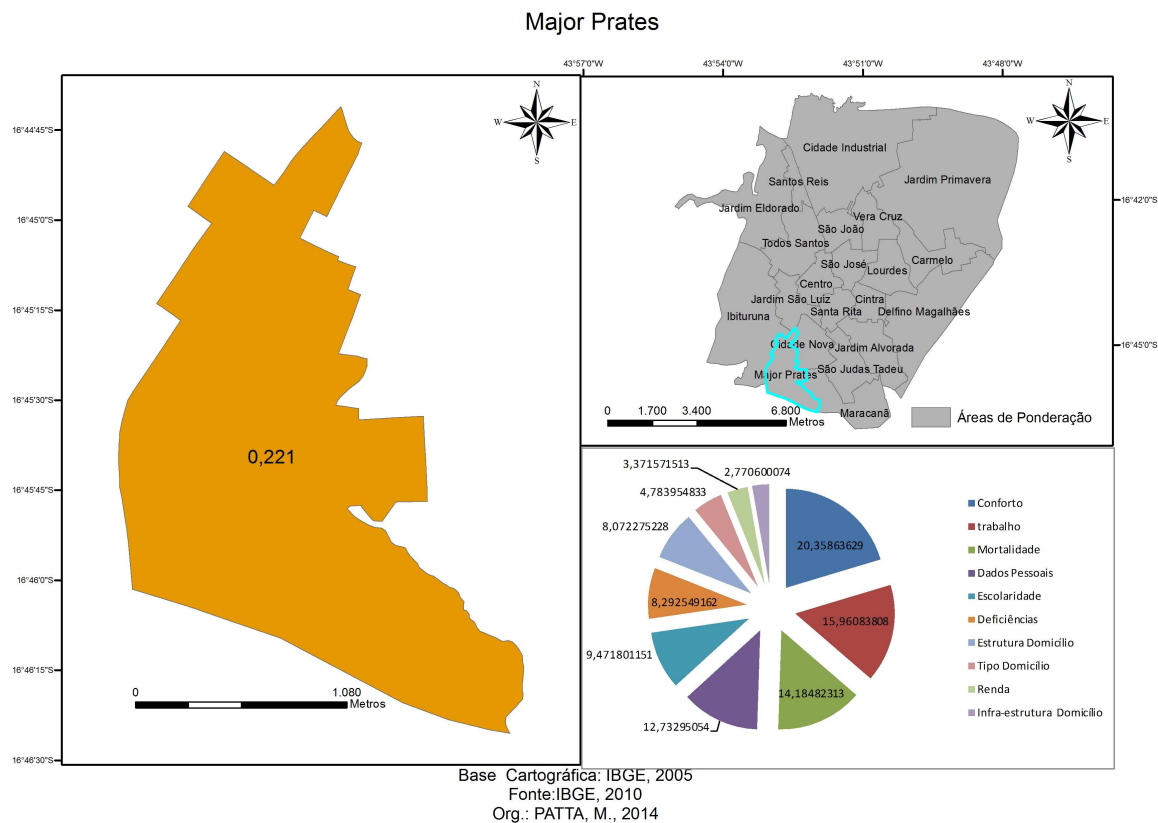 Major Prates
N
W
E
S
16°44'45"S
16°45'0"S
16°45'15"S
16°45'30"S
16°45'45"S
16°46'0"S
16°46'15"S
16°46'30"S
0,221
0
1.080
Metros
43°57'0"W
43°54'0"W
43°51'0"W
43°48'0"W
N
W
E
S
16°42'0"S
16°45'0"S
Cidade Industrial
Santos Reis
Jardim Primavera
Jardim Eldorado
Vera Cruz
São João
Todos Santos
São José
Carmelo
Lourdes
Centro
Jardim São Luiz
Cintra
Ibituruna
Santa Rita
Delfino Magalhães
Cidade Nova
Jardim Alvorada
Major Prates
São Judas Tadeu
Maracanã
0
1.700
3.400
6.800
Metros
Áreas de Ponderação
3,371571513
2,770600074
4,783954833
8,072275228
20,35863629
8,292549162
15,96083808
9,471801151
14,18482313
12,73295054
Conforto
trabalho
Mortalidade
Dados Pessoais
Escolaridade
Deficiências
Estrutura Domicílio
Tipo Domicílio
Renda
Infra-estrutura Domicílio
Base Cartográfica: IBGE, 2005
Fonte:IBGE, 2010
Org.: PATTA, M., 2014